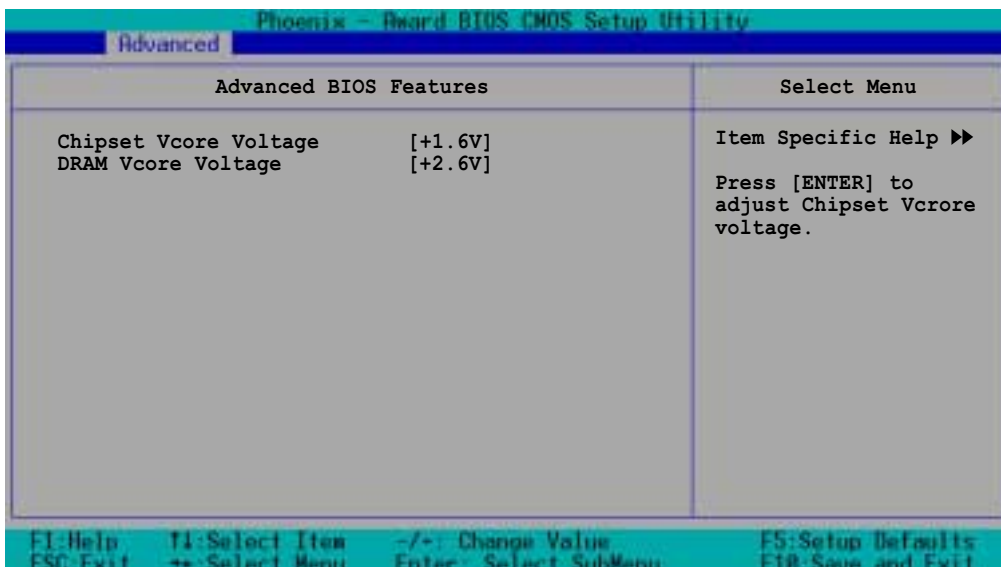 Phoenix - Award BIOS CMOS Setup Utility
Advanced
Advanced BIOS Features
Select Menu
Chipset Vcore Voltage [+1.6V]
DRAM Vcore Voltage [+2.6V]
Item Specific Help ▶▶
Press [ENTER] to
adjust Chipset Vcrore
voltage.
F1:Help ↑↓:Select Item -/+: Change Value F5:Setup Defaults
ESC:Exit →←:Select Menu Enter: Select SubMenu F10:Save and Exit